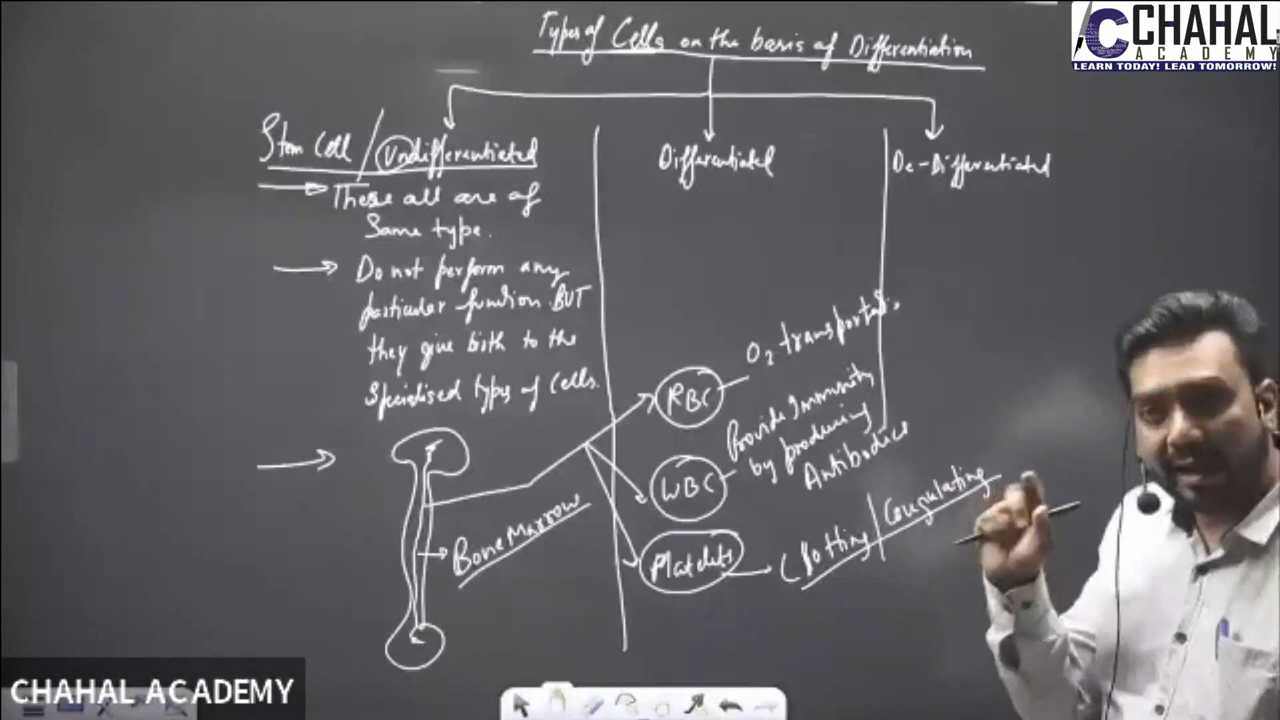 CHAHAL
ACADEMY
LEARN TODAY! LEAD TOMORROW!
Types of Cells on the basis of Differentiation
Stem Cell / Undifferentiated
These all are of
Same type.
Do not perform any
particular function BUT
they give birth to the
Specialised types of Cells.
Bone Marrow
Differentiated
RBC
O2 transportat.
WBC
Provide Immunity
by producing
Antibodies
Platelets
Clotting / Coagulating
De-Differentiated
CHAHAL ACADEMY